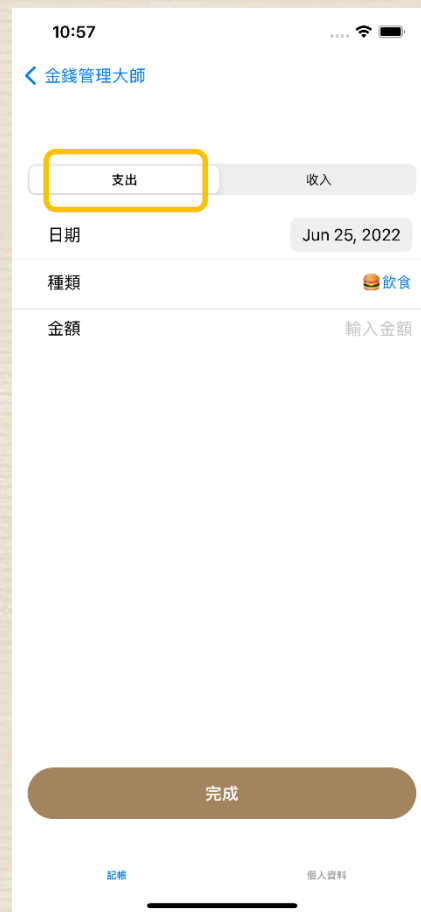 10:57
金錢管理大師
支出 收入
日期 Jun 25, 2022
種類 🍔飲食
金額 輸入金額
完成
記帳 個人資料